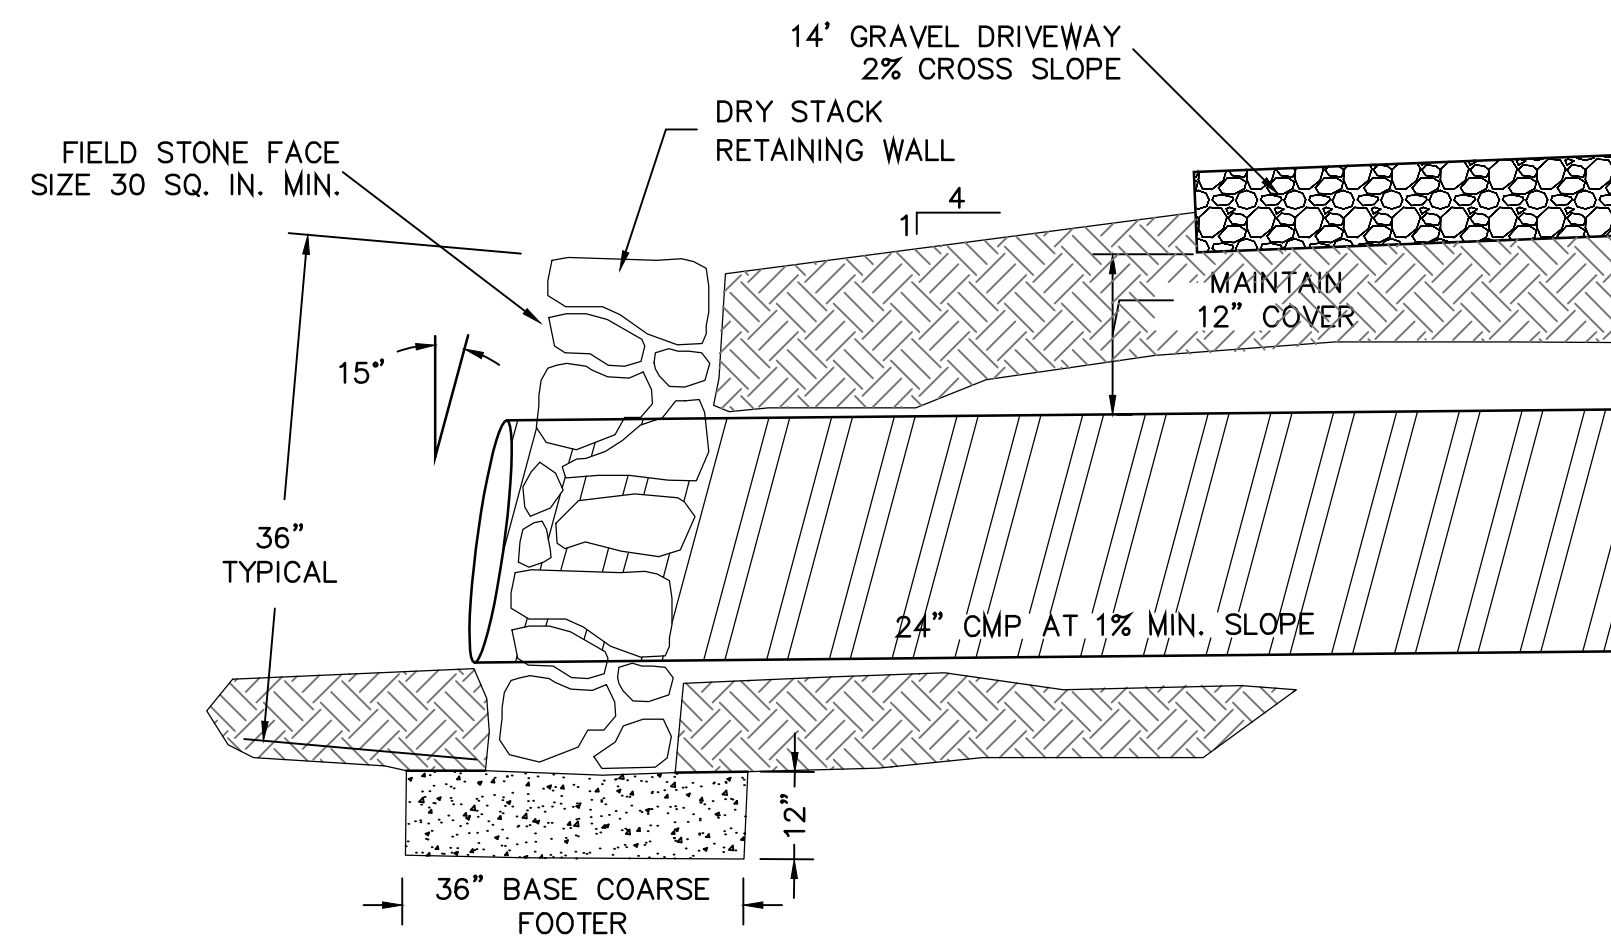 14' GRAVEL DRIVEWAY
2% CROSS SLOPE
DRY STACK
RETAINING WALL
FIELD STONE FACE
SIZE 30 SQ. IN. MIN.
4
1
MAINTAIN
12" COVER
15°'
36"
TYPICAL
24" CMP AT 1% MIN. SLOPE
12"
36" BASE COARSE
FOOTER